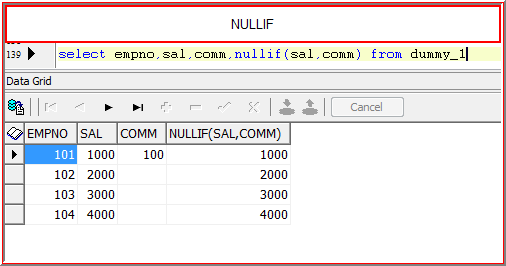 NULLIF
139 select empno,sal,comm,nullif(sal,comm) from dummy_1
Data Grid
Cancel
EMPNO SAL COMM NULLIF(SAL,COMM)
101 1000 100 1000
102 2000 2000
103 3000 3000
104 4000 4000